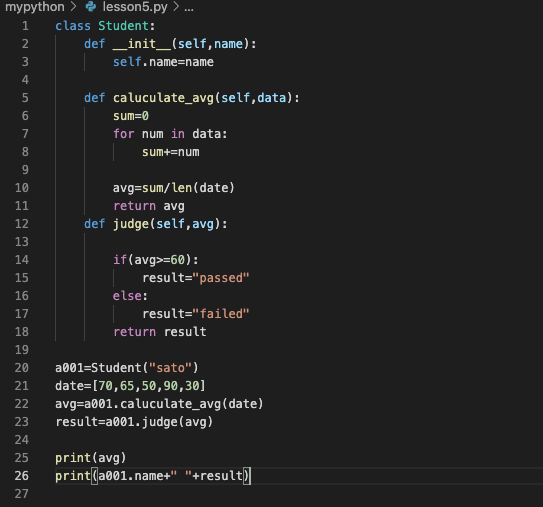 mypython > lesson5.py > ...
1 class Student:
2     def __init__(self,name):
3         self.name=name
4
5     def caluculate_avg(self,data):
6         sum=0
7         for num in data:
8             sum+=num
9
10         avg=sum/len(date)
11         return avg
12     def judge(self,avg):
13
14         if(avg>=60):
15             result="passed"
16         else:
17             result="failed"
18         return result
19
20 a001=Student("sato")
21 date=[70,65,50,90,30]
22 avg=a001.caluculate_avg(date)
23 result=a001.judge(avg)
24
25 print(avg)
26 print(a001.name+" "+result)
27